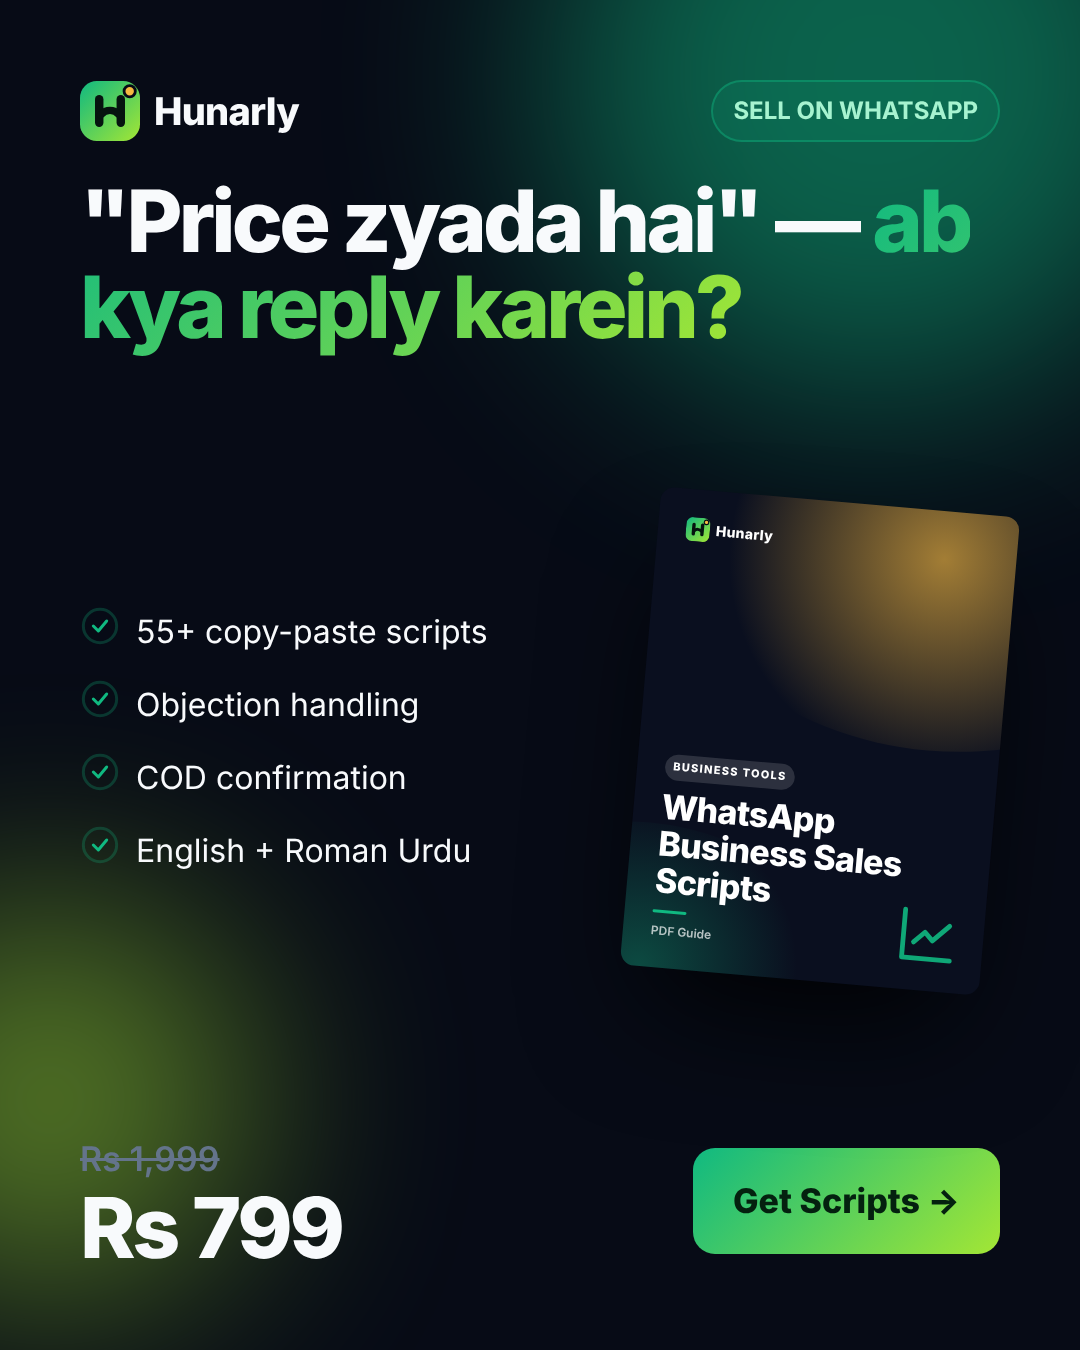 Hunarly
SELL ON WHATSAPP
"Price zyada hai" — ab
kya reply karein?
55+ copy-paste scripts
Objection handling
COD confirmation
English + Roman Urdu
Hunarly
BUSINESS TOOLS
WhatsApp
Business Sales
Scripts
PDF Guide
Rs 1,999
Rs 799
Get Scripts →